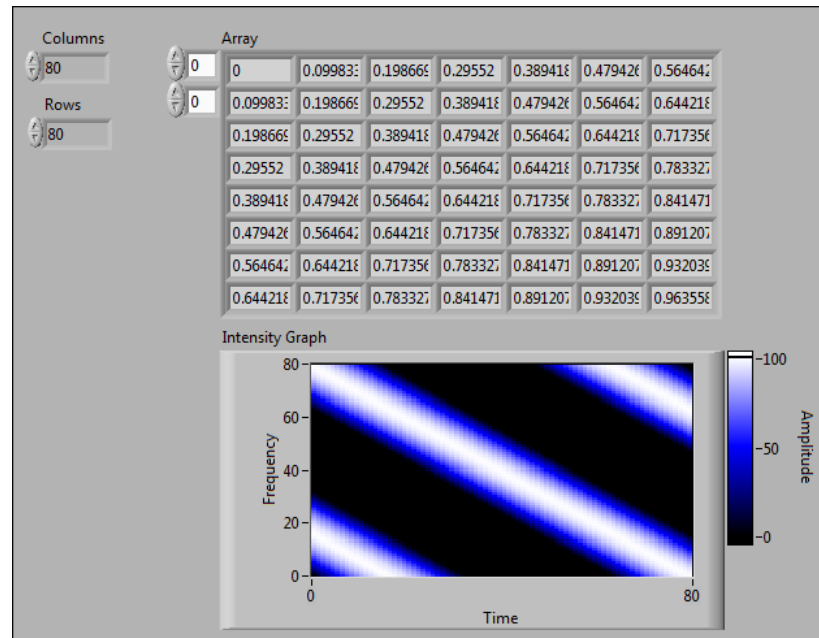 Columns
80
Rows
80
Array
0
0
0 0.099833 0.198669 0.29552 0.389418 0.479426 0.564642
0.099833 0.198669 0.29552 0.389418 0.479426 0.564642 0.644218
0.198669 0.29552 0.389418 0.479426 0.564642 0.644218 0.717356
0.29552 0.389418 0.479426 0.564642 0.644218 0.717356 0.783327
0.389418 0.479426 0.564642 0.644218 0.717356 0.783327 0.841471
0.479426 0.564642 0.644218 0.717356 0.783327 0.841471 0.891207
0.564642 0.644218 0.717356 0.783327 0.841471 0.891207 0.932039
0.644218 0.717356 0.783327 0.841471 0.891207 0.932039 0.963558
Intensity Graph
80
60
40
20
0
Frequency
0 80
Time
100
50
0
Amplitude